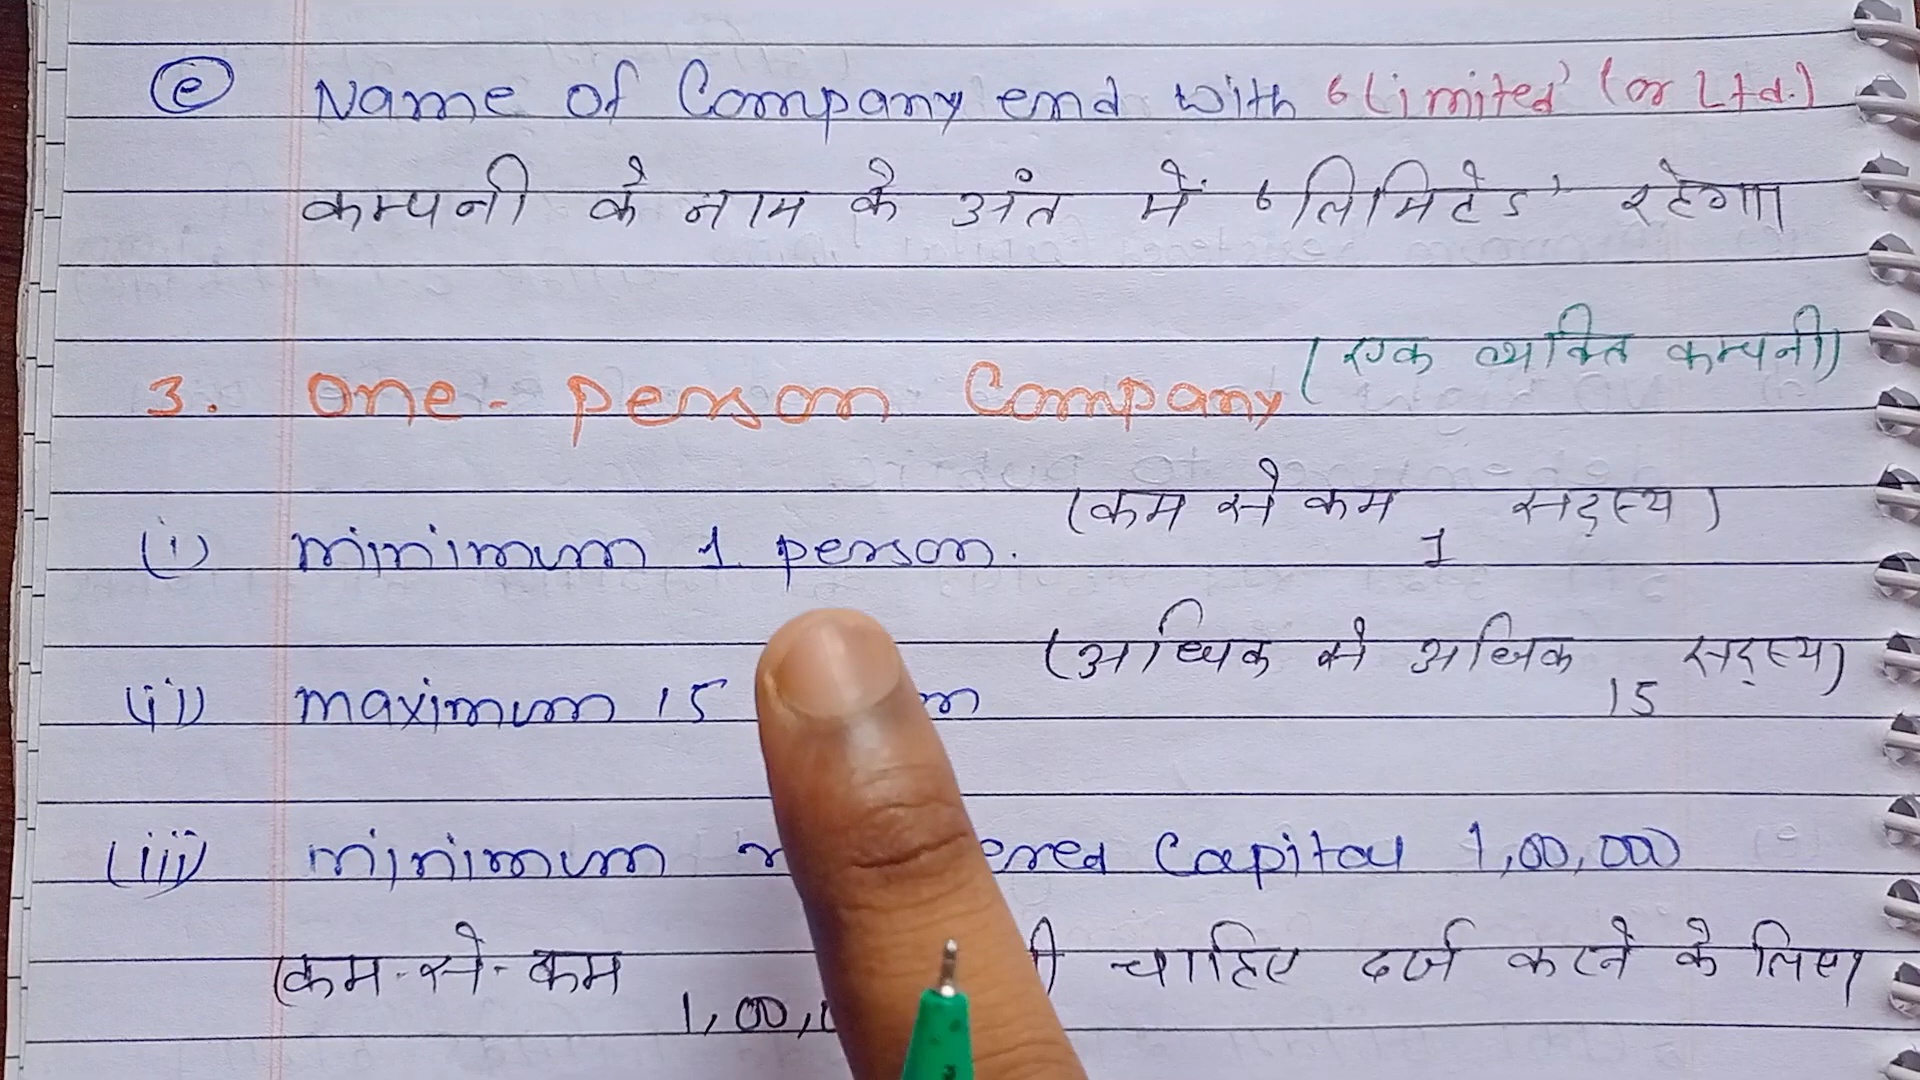 (e) Name of Company end with 'Limited' (or Ltd.)
कम्पनी के नाम के अंत में 'लिमिटेड' रहेगा।
3. One-person Company (एक व्यक्ति कम्पनी)
(i) minimum 1 person. (कम से कम 1 सदस्य)
(ii) maximum 15 (अधिक से अधिक 15 सदस्य)
(iii) minimum Capital 1,00,000
(कम-से-कम 1,00, चाहिए दर्ज करने के लिए)